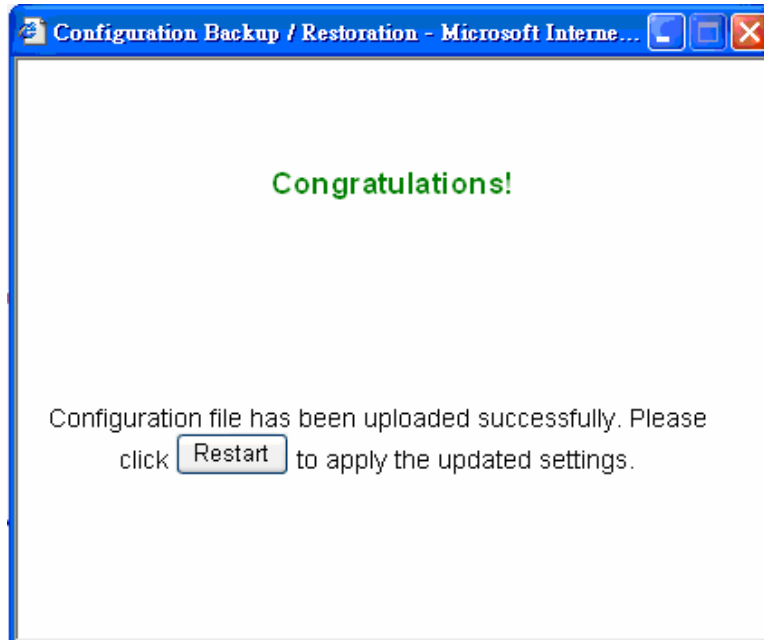 Configuration Backup / Restoration - Microsoft Interne...
Congratulations!
Configuration file has been uploaded successfully. Please
click Restart to apply the updated settings.